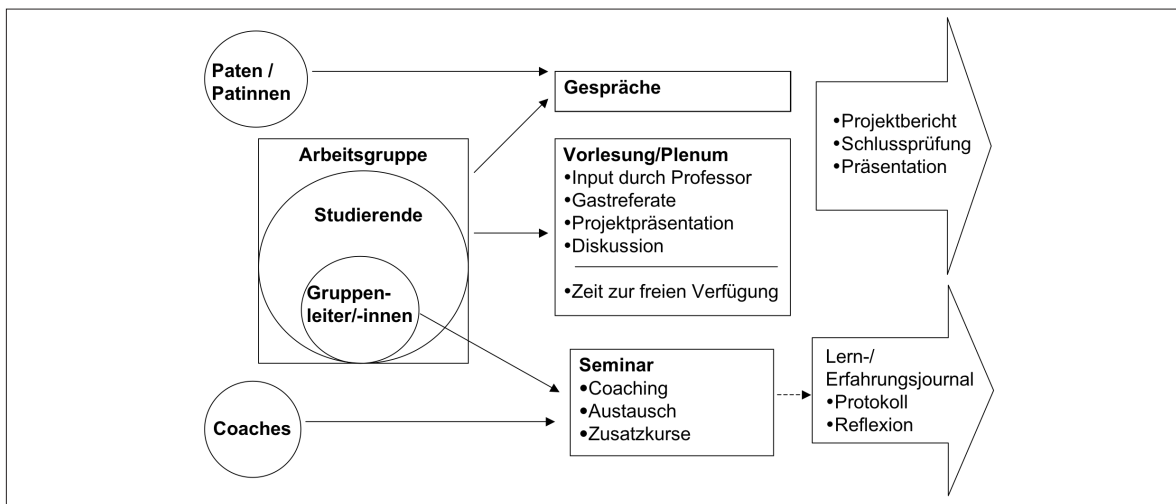 Paten /
Patinnen
Gespräche
Arbeitsgruppe
Studierende
Gruppen-
leiter/-innen
Coaches
Vorlesung/Plenum
•Input durch Professor
•Gastreferate
•Projektpräsentation
•Diskussion
•Zeit zur freien Verfügung
Seminar
•Coaching
•Austausch
•Zusatzkurse
•Projektbericht
•Schlussprüfung
•Präsentation
Lern-/
Erfahrungsjournal
•Protokoll
•Reflexion